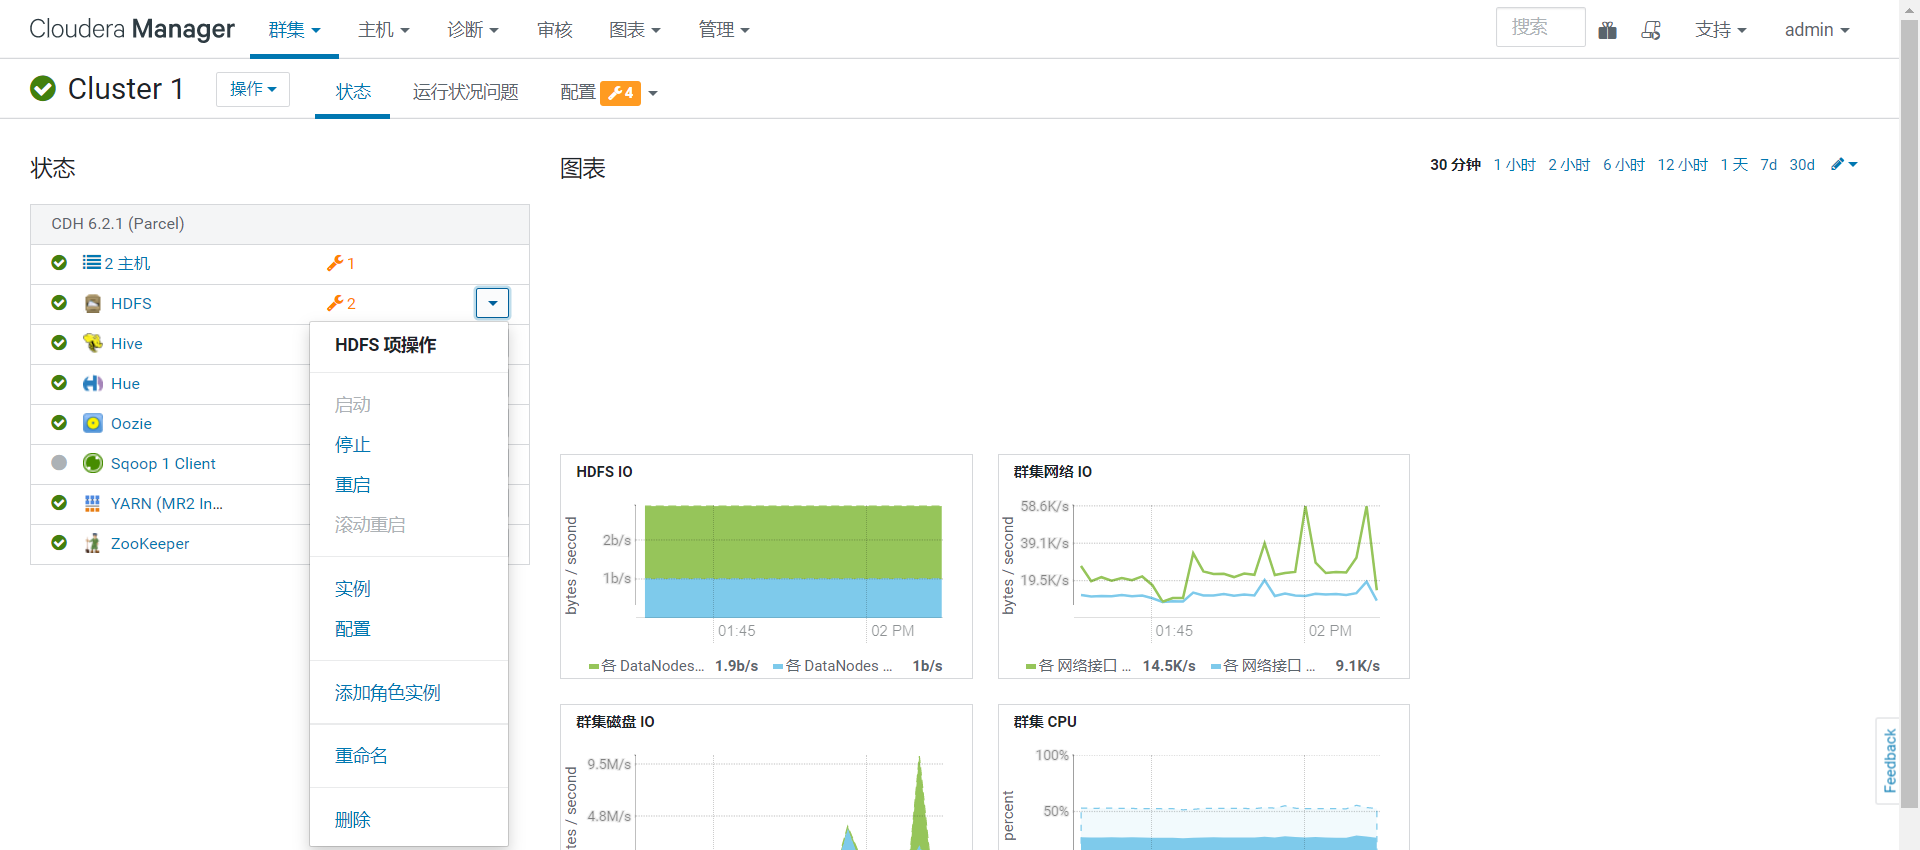 Cloudera Manager 群集 主机 诊断 审核 图表 管理 搜索 支持 admin
Cluster 1 操作 状态 运行状况问题 配置 4
状态
图表
30 分钟 1 小时 2 小时 6 小时 12 小时 1 天 7d 30d
CDH 6.2.1 (Parcel)
2 主机 1
HDFS 2
Hive
Hue
Oozie
Sqoop 1 Client
YARN (MR2 In...
ZooKeeper
HDFS 项操作
启动
停止
重启
滚动重启
实例
配置
添加角色实例
重命名
删除
HDFS IO
bytes / second
2b/s
1b/s
01:45 02 PM
各 DataNodes... 1.9b/s 各 DataNodes ... 1b/s
群集网络 IO
bytes / second
58.6K/s
39.1K/s
19.5K/s
01:45 02 PM
各 网络接口 ... 14.5K/s 各 网络接口 ... 9.1K/s
群集磁盘 IO
tes / second
9.5M/s
4.8M/s
群集 CPU
percent
100%
50%
Feedback